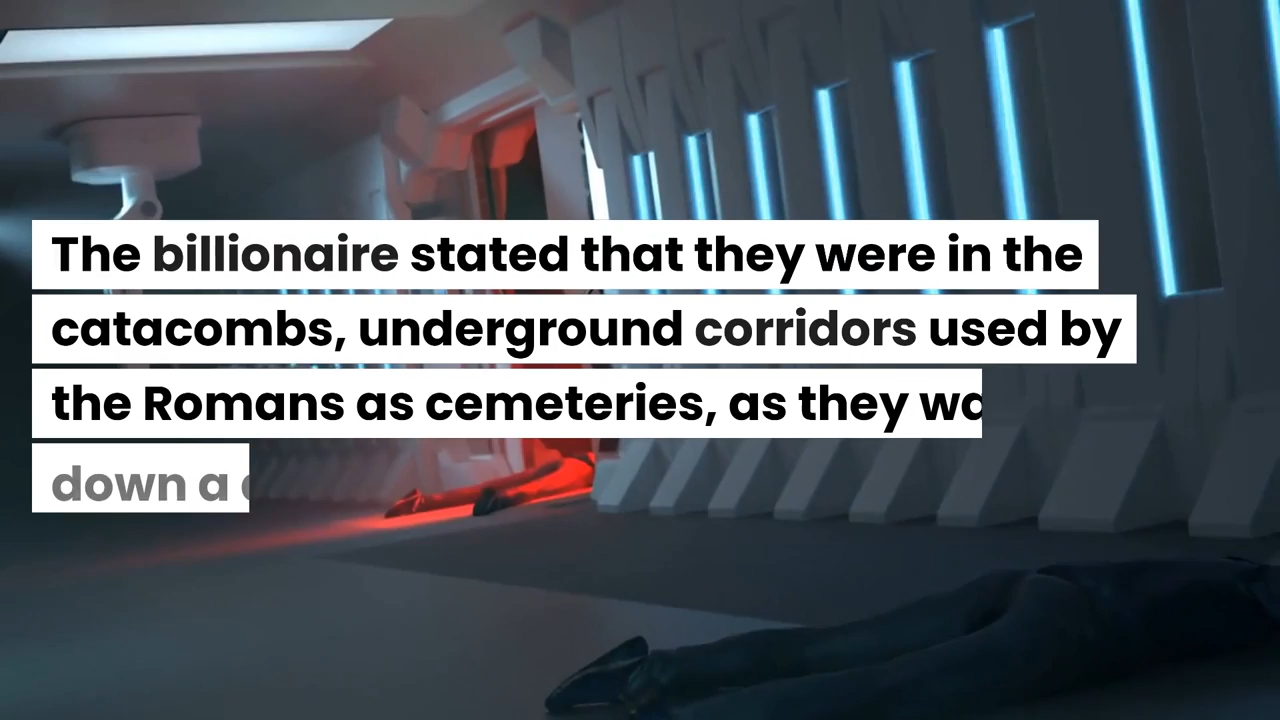 The billionaire stated that they were in the
catacombs, underground corridors used by
the Romans as cemeteries, as they
down a